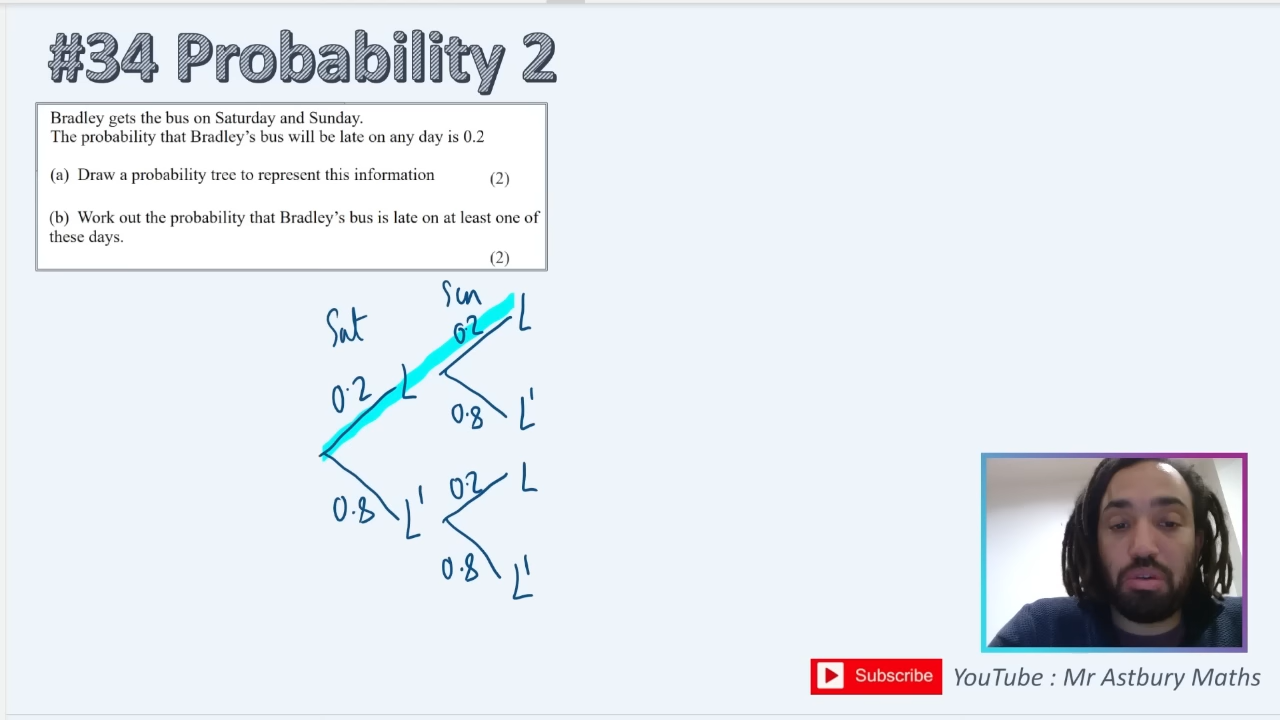 #34 Probability 2
Bradley gets the bus on Saturday and Sunday.
The probability that Bradley's bus will be late on any day is 0.2
(a) Draw a probability tree to represent this information (2)
(b) Work out the probability that Bradley's bus is late on at least one of
these days.
(2)
Sat
Sun
0.2
L
0.2
L
0.8
L'
0.8
L'
0.2
L
0.8
L'
Subscribe
YouTube : Mr Astbury Maths